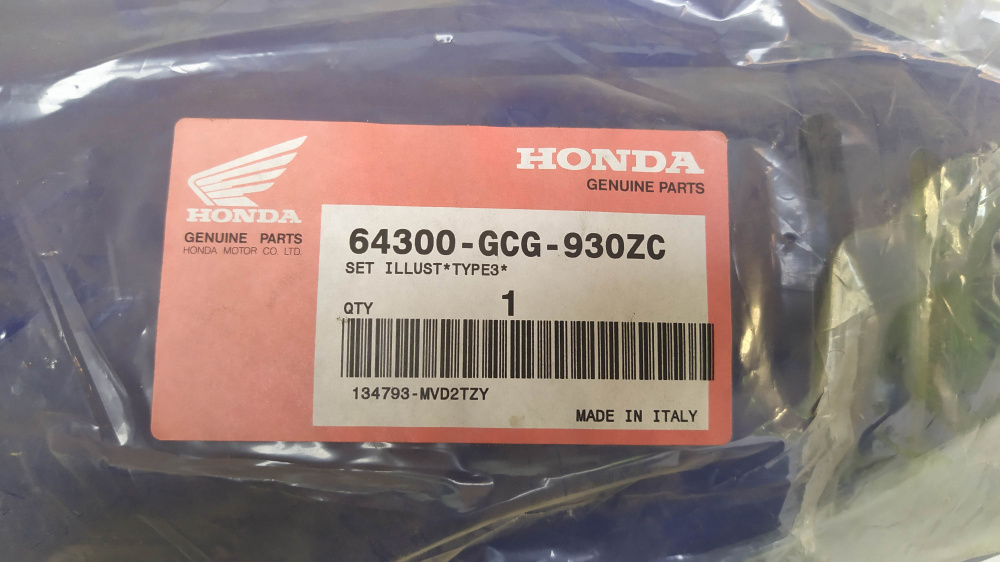 HONDA
GENUINE PARTS
HONDA MOTOR CO. LTD.
HONDA
GENUINE PARTS
64300-GCG-930ZC
SET ILLUST*TYPE3*
QTY 1
134793-MVD2TZY
MADE IN ITALY